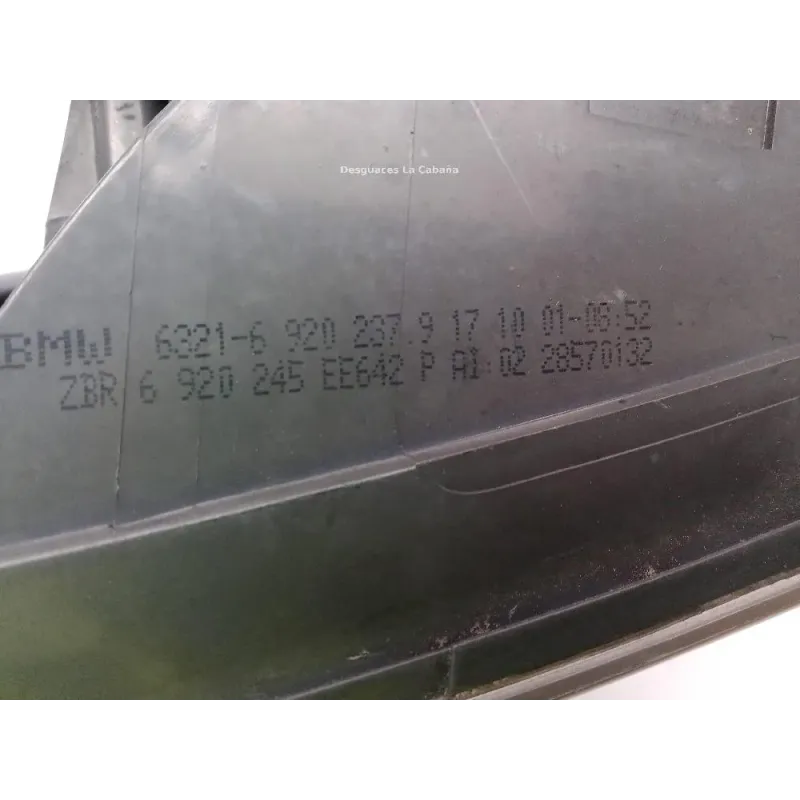 Desguaces La Cabaña
BMW 6321-6 920 237.9 17 10 01-06:52
ZBR 6 920 245 EE642 P AI 02 28570132